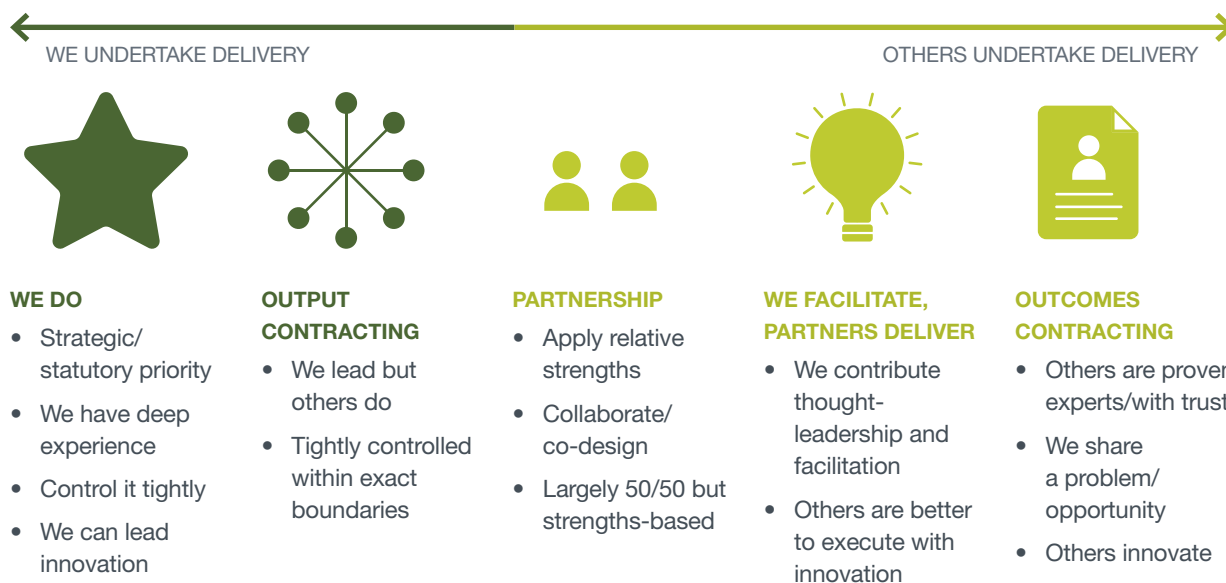 WE UNDERTAKE DELIVERY
OTHERS UNDERTAKE DELIVERY
WE DO
• Strategic/
statutory priority
• We have deep
experience
• Control it tightly
• We can lead
innovation
OUTPUT
CONTRACTING
• We lead but
others do
• Tightly controlled
within exact
boundaries
PARTNERSHIP
• Apply relative
strengths
• Collaborate/
co-design
• Largely 50/50 but
strengths-based
WE FACILITATE,
PARTNERS DELIVER
• We contribute
thought-
leadership and
facilitation
• Others are better
to execute with
innovation
OUTCOMES
CONTRACTING
• Others are proven
experts/with trust
• We share
a problem/
opportunity
• Others innovate